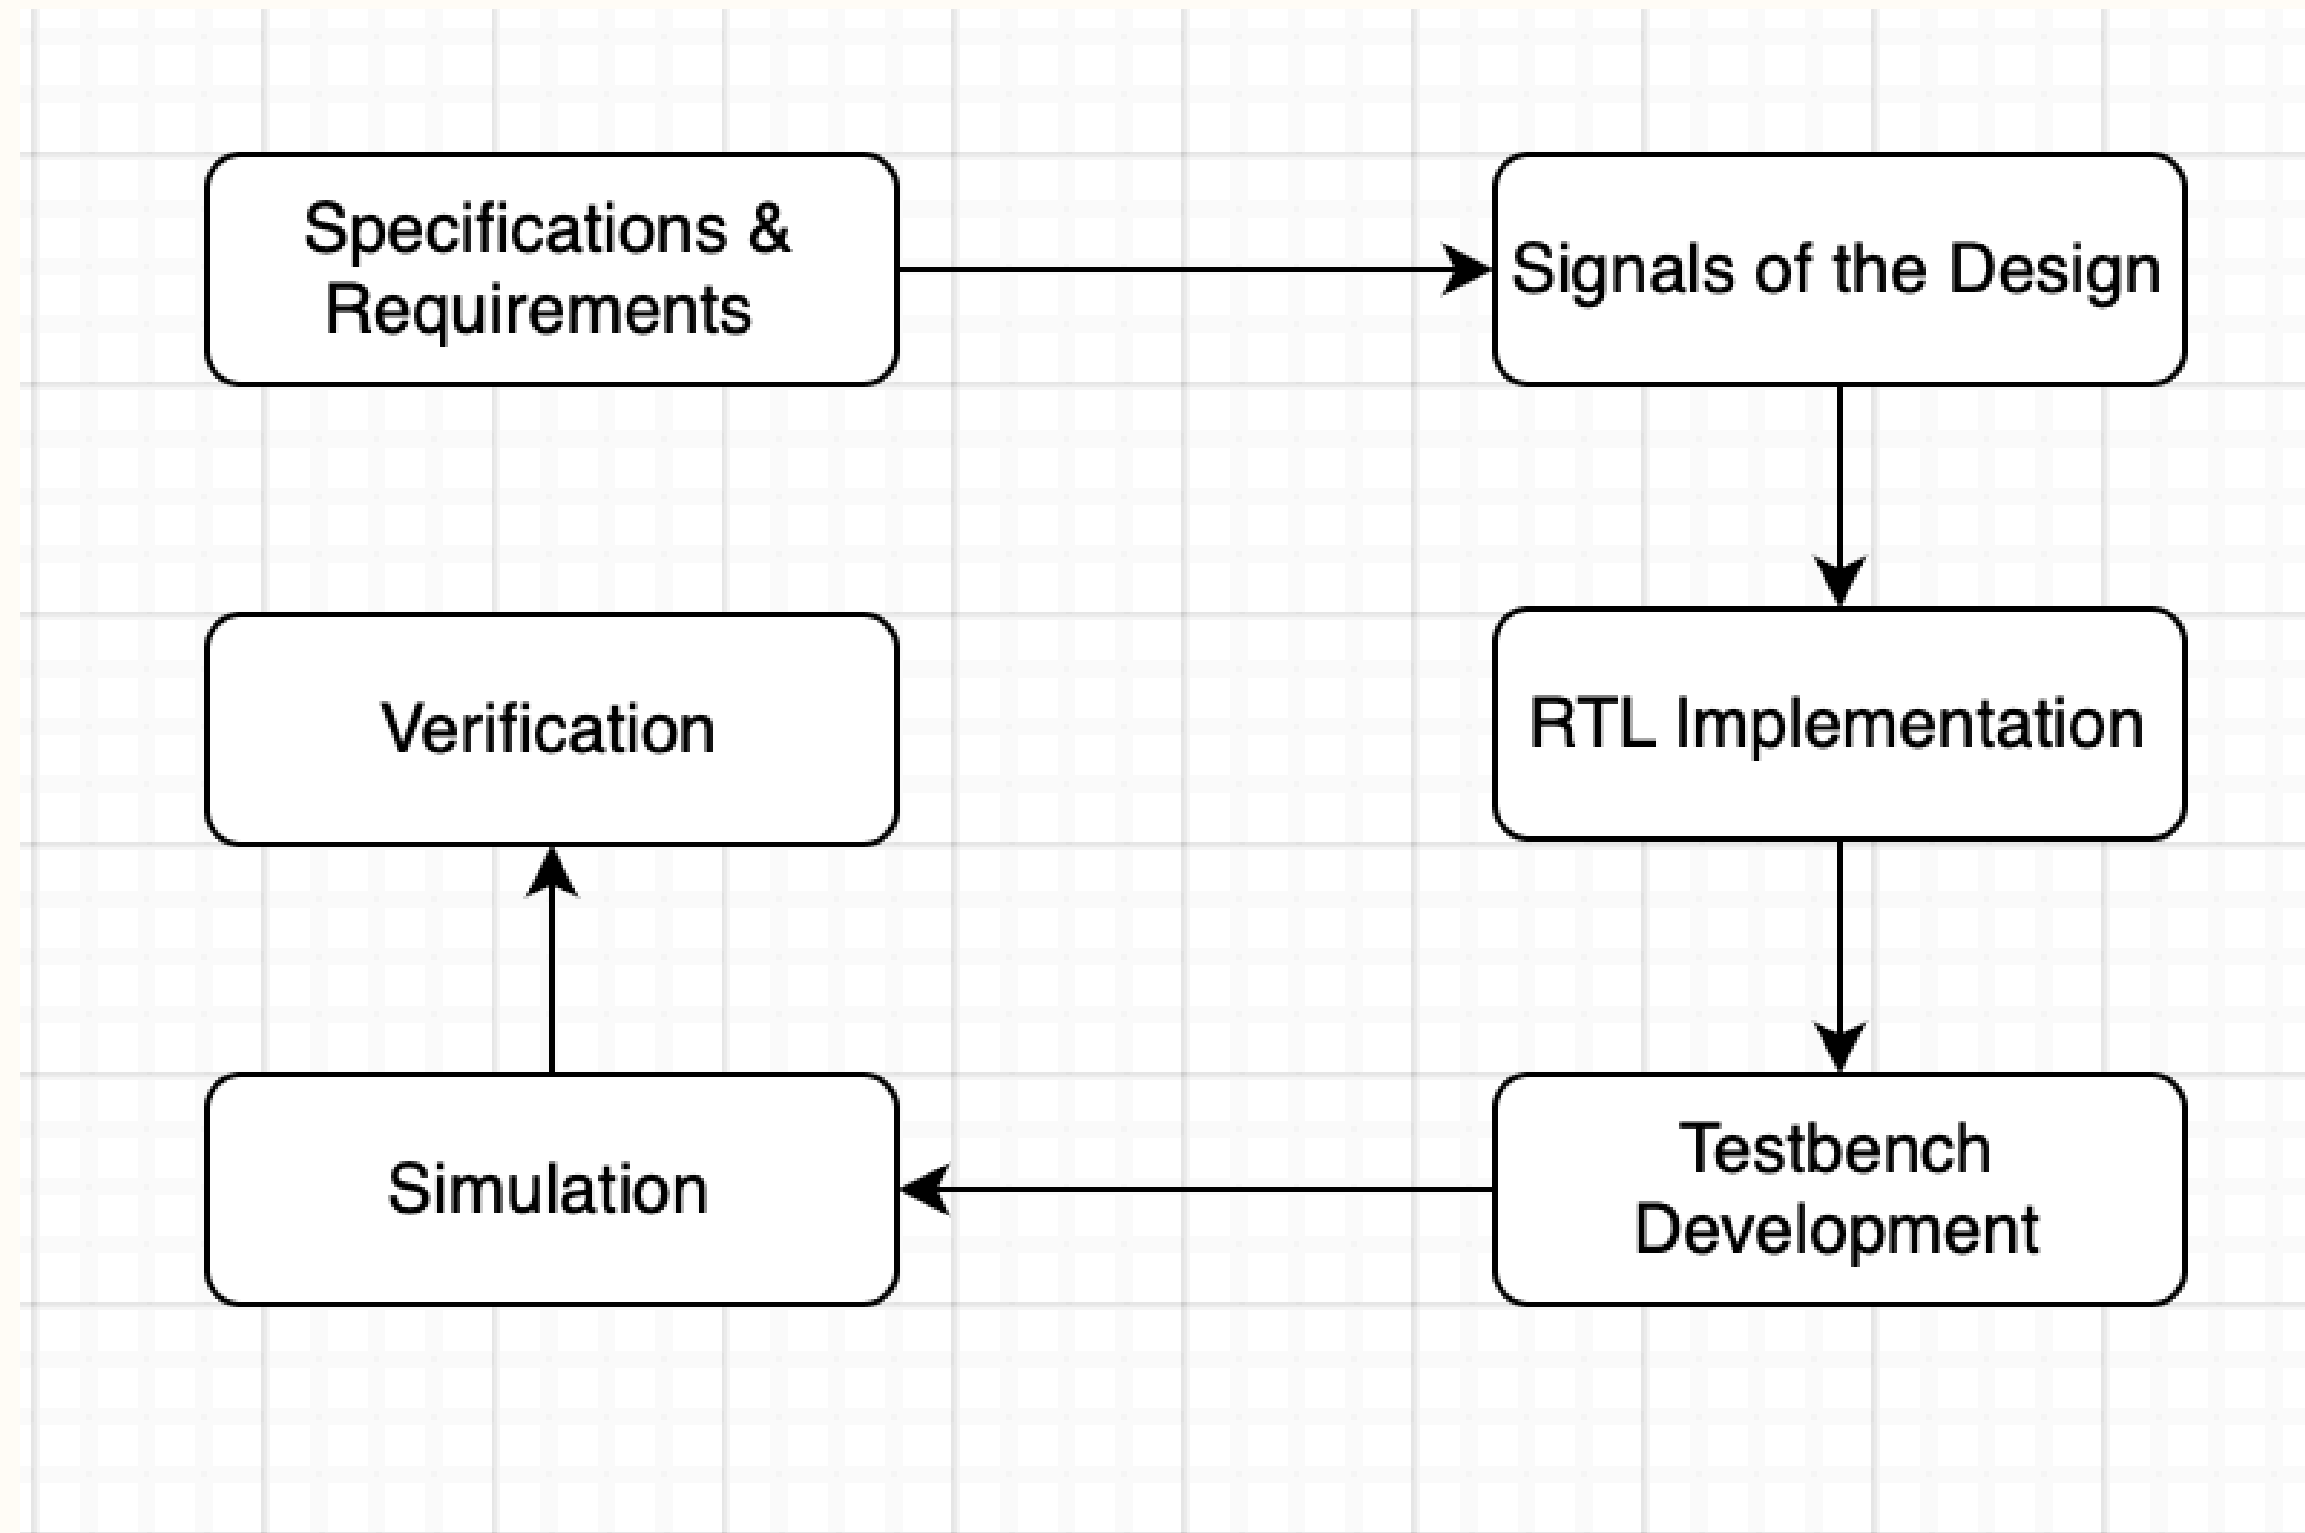 Specifications &
Requirements
Signals of the Design
Verification
RTL Implementation
Simulation
Testbench
Development